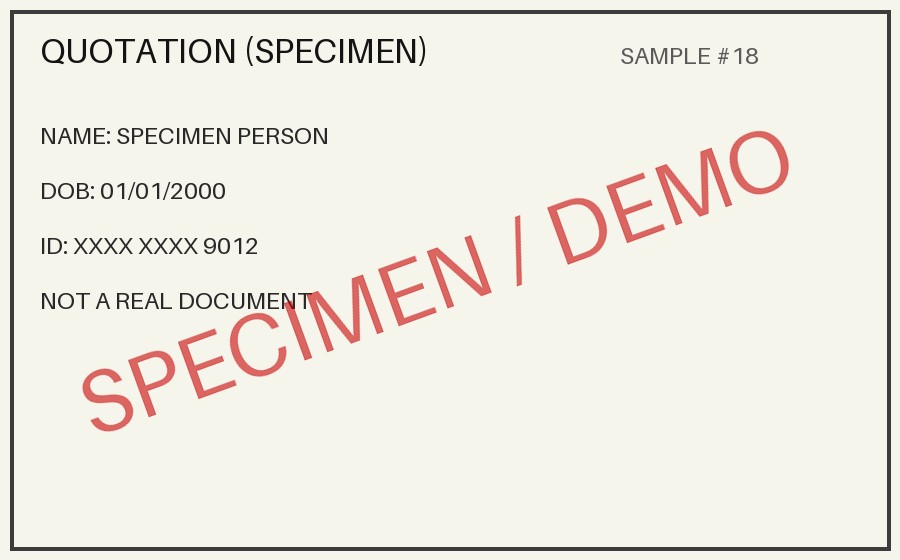 QUOTATION (SPECIMEN)
SAMPLE #18
NAME: SPECIMEN PERSON
DOB: 01/01/2000
ID: XXXX XXXX 9012
NOT A REAL DOCUMENT
SPECIMEN / DEMO